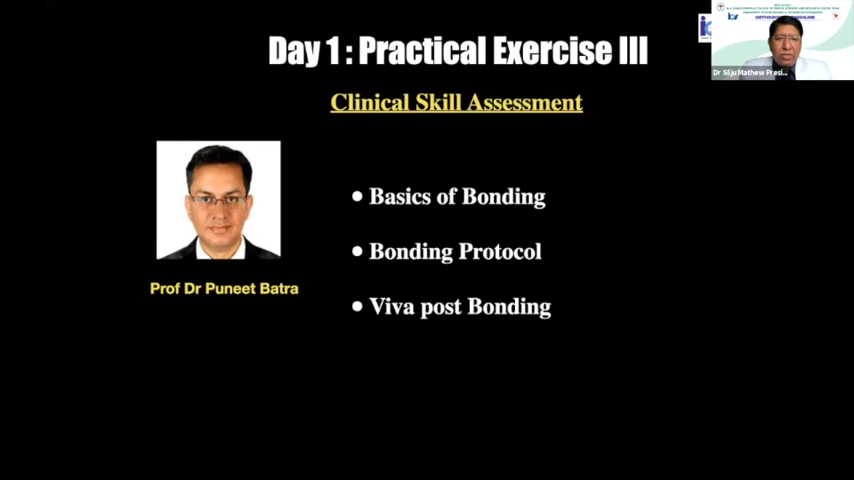 Day 1 : Practical Exercise III
Clinical Skill Assessment
• Basics of Bonding
• Bonding Protocol
• Viva post Bonding
Prof Dr Puneet Batra
Dr Silju Mathew Presi...